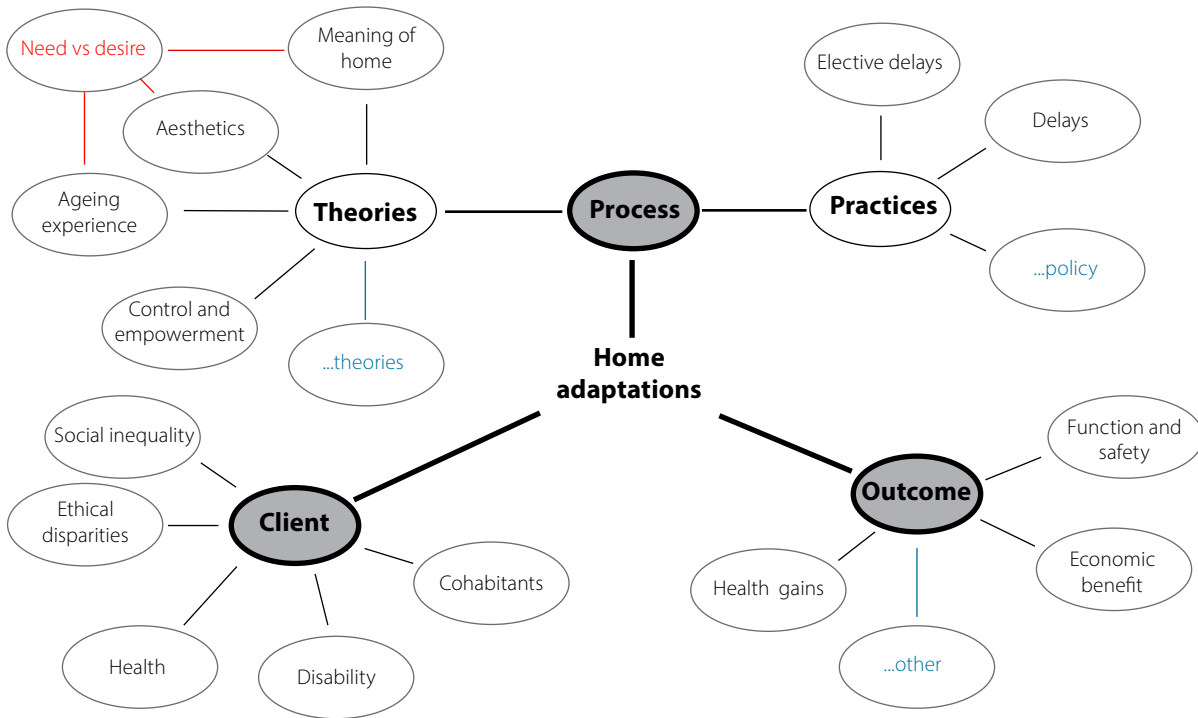 Need vs desire
Meaning of
home
Aesthetics
Ageing
experience
Theories
Control and
empowerment
...theories
Process
Elective delays
Delays
Practices
...policy
Home
adaptations
Social inequality
Ethical
disparities
Client
Health
Disability
Cohabitants
Outcome
Function and
safety
Economic
benefit
Health gains
...other